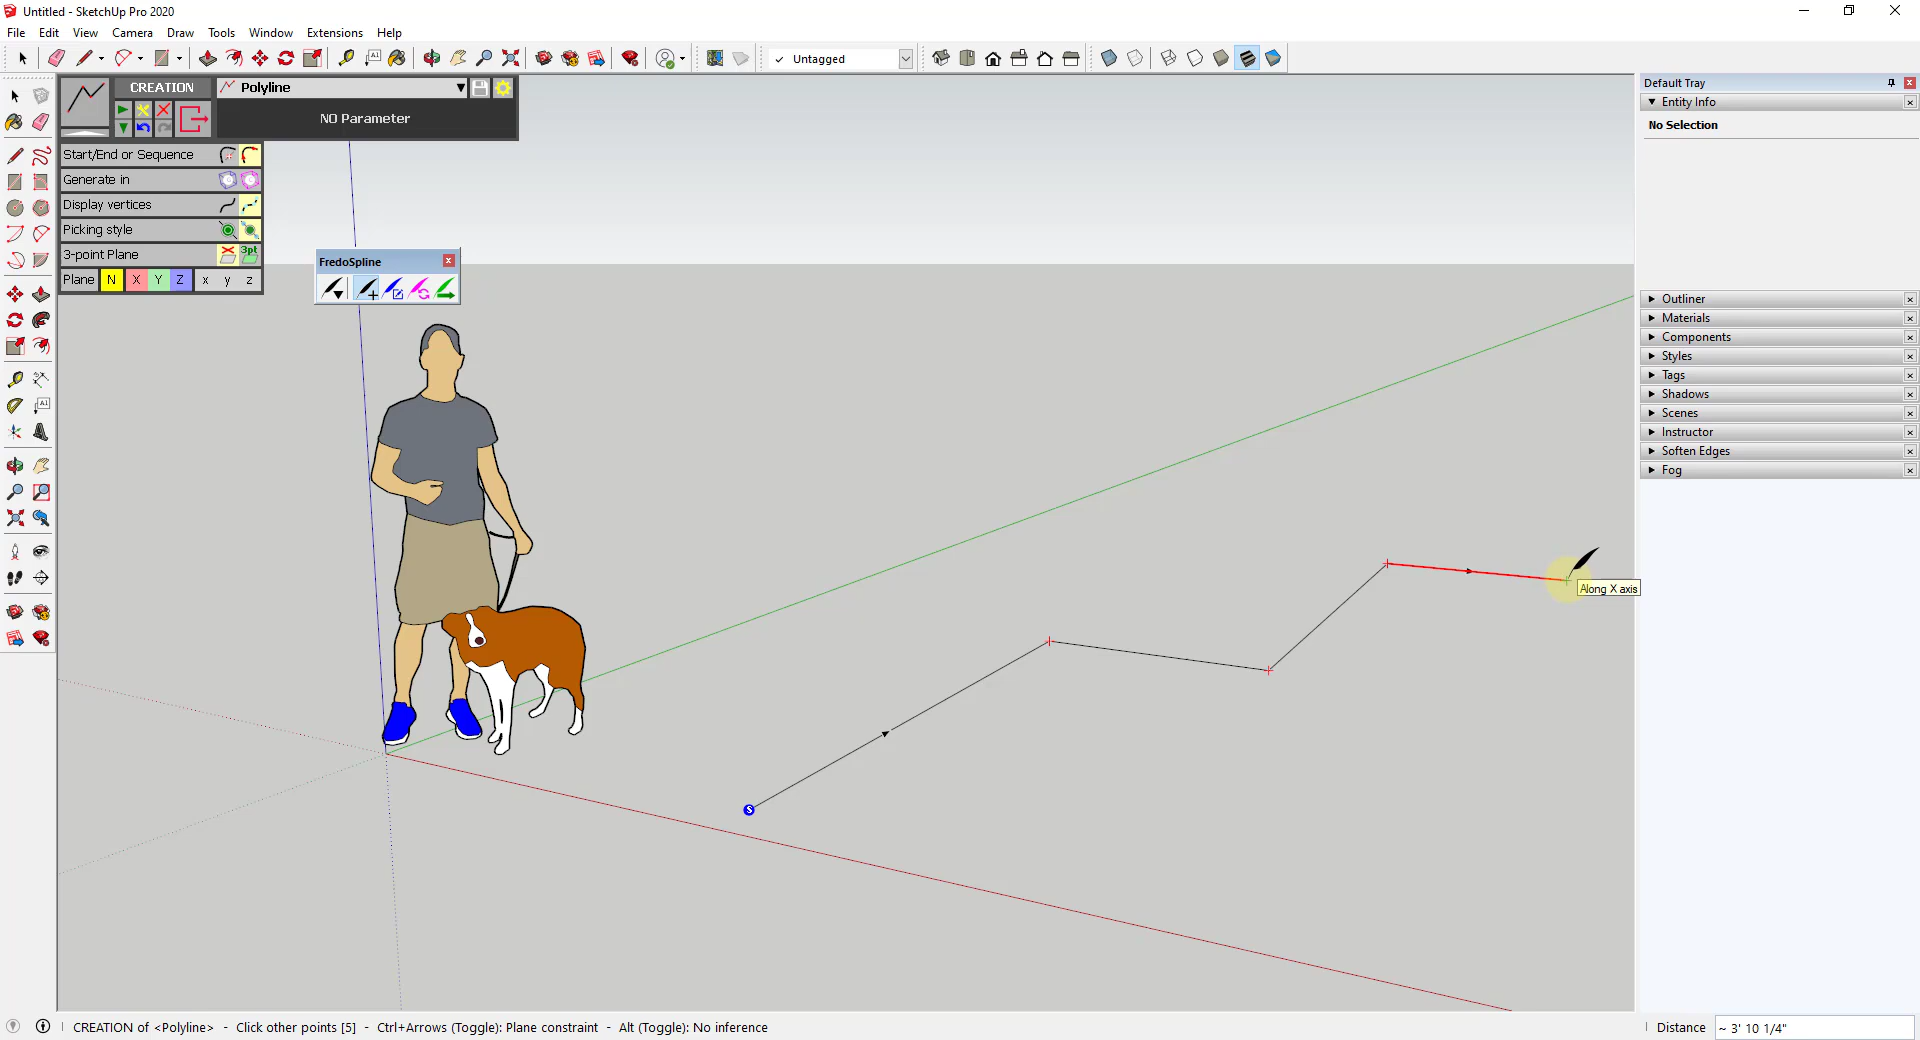 Untitled - SketchUp Pro 2020
File Edit View Camera Draw Tools Window Extensions Help
Untagged
CREATION
Polyline
NO Parameter
Start/End or Sequence
Generate in
Display vertices
Picking style
3-point Plane
3pt
Plane N X Y Z x y z
FredoSpline
S
Along X axis
Default Tray
Entity Info
No Selection
Outliner
Materials
Components
Styles
Tags
Shadows
Scenes
Instructor
Soften Edges
Fog
CREATION of <Polyline> - Click other points [5] - Ctrl+Arrows (Toggle): Plane constraint - Alt (Toggle): No inference
Distance ~ 3' 10 1/4"